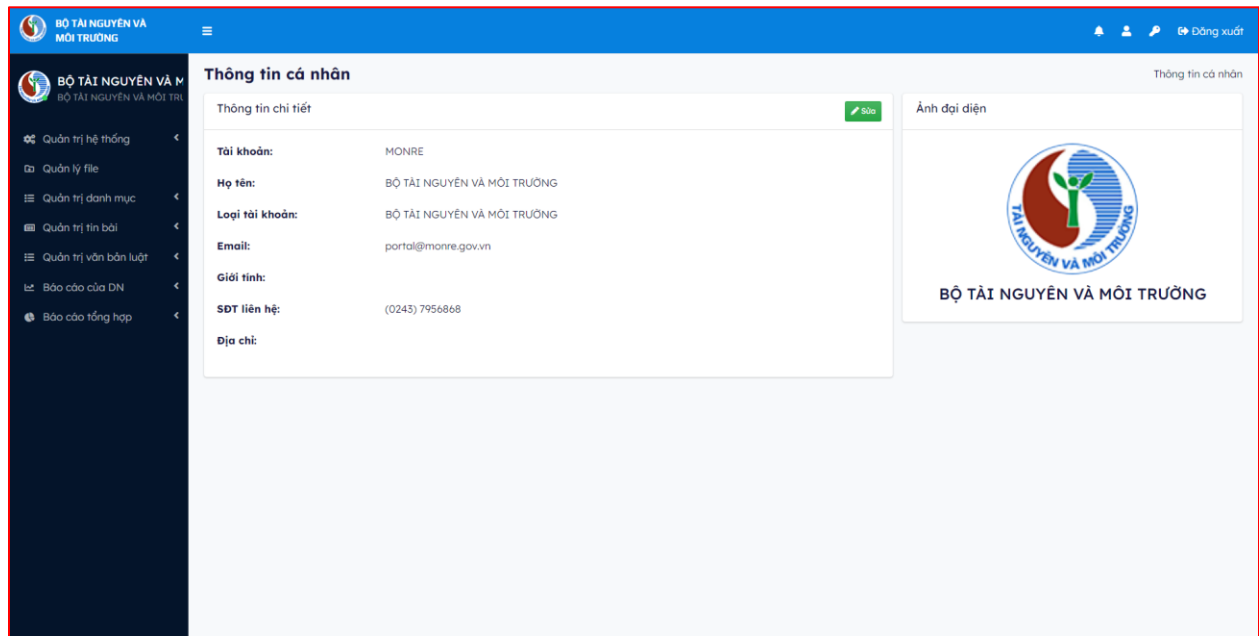 BỘ TÀI NGUYÊN VÀ
MÔI TRƯỜNG
Đăng xuất
BỘ TÀI NGUYÊN VÀ M
BỘ TÀI NGUYÊN VÀ MÔI TRƯ
Quản trị hệ thống
Quản lý file
Quản trị danh mục
Quản trị tin bài
Quản trị văn bản luật
Báo cáo của DN
Báo cáo tổng hợp
Thông tin cá nhân
Thông tin cá nhân
Thông tin chi tiết
Sửa
Tài khoản: MONRE
Họ tên: BỘ TÀI NGUYÊN VÀ MÔI TRƯỜNG
Loại tài khoản: BỘ TÀI NGUYÊN VÀ MÔI TRƯỜNG
Email: portal@monre.gov.vn
Giới tính:
SĐT liên hệ: (0243) 7956868
Địa chỉ:
Ảnh đại diện
TÀI NGUYÊN VÀ MÔI TRƯỜNG
BỘ TÀI NGUYÊN VÀ MÔI TRƯỜNG